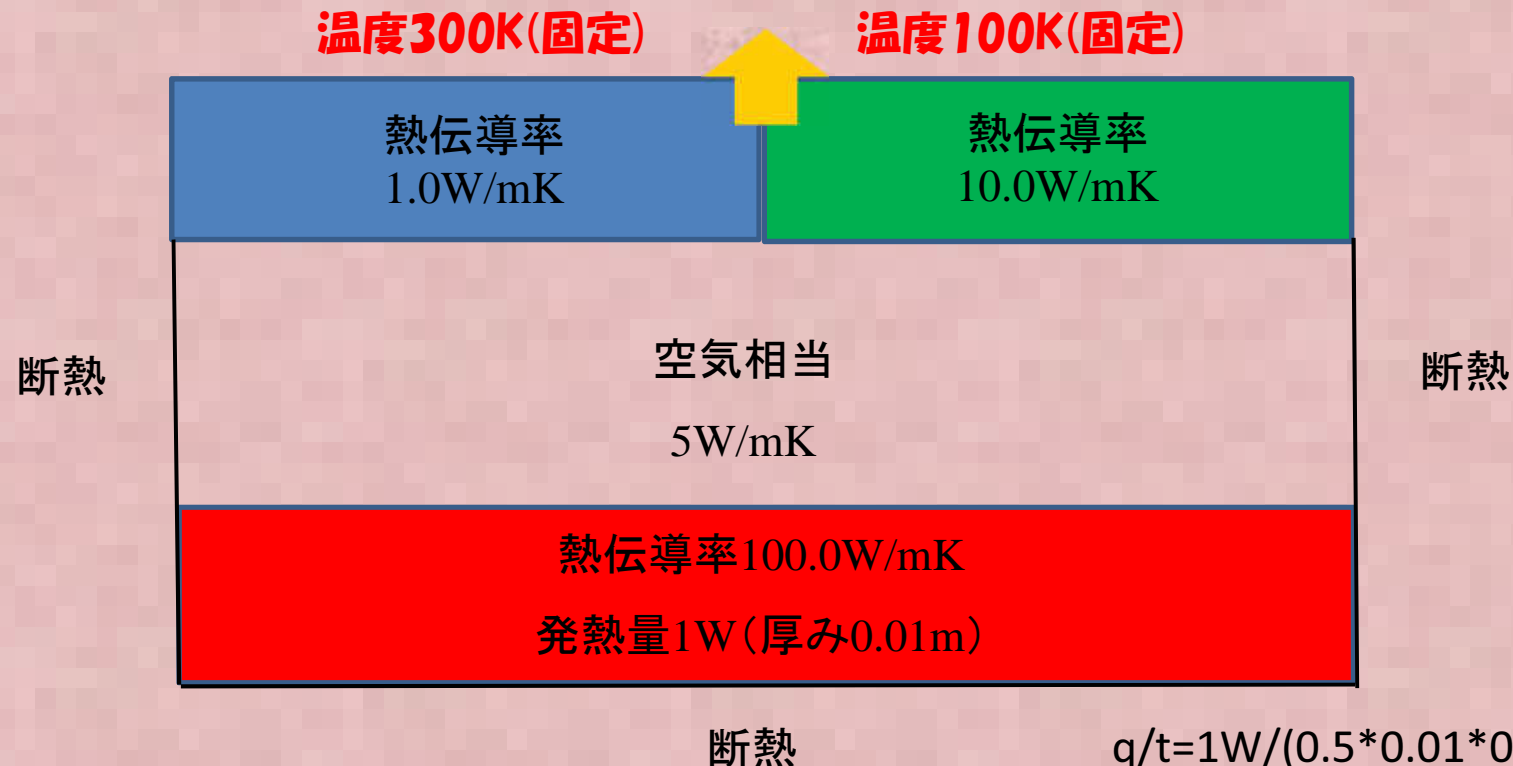 温度300K(固定) 温度100K(固定)
熱伝導率
1.0W/mK
熱伝導率
10.0W/mK
断熱
空気相当
断熱
5W/mK
熱伝導率100.0W/mK
発熱量1W(厚み0.01m)
断熱
q/t=1W/(0.5*0.01*0